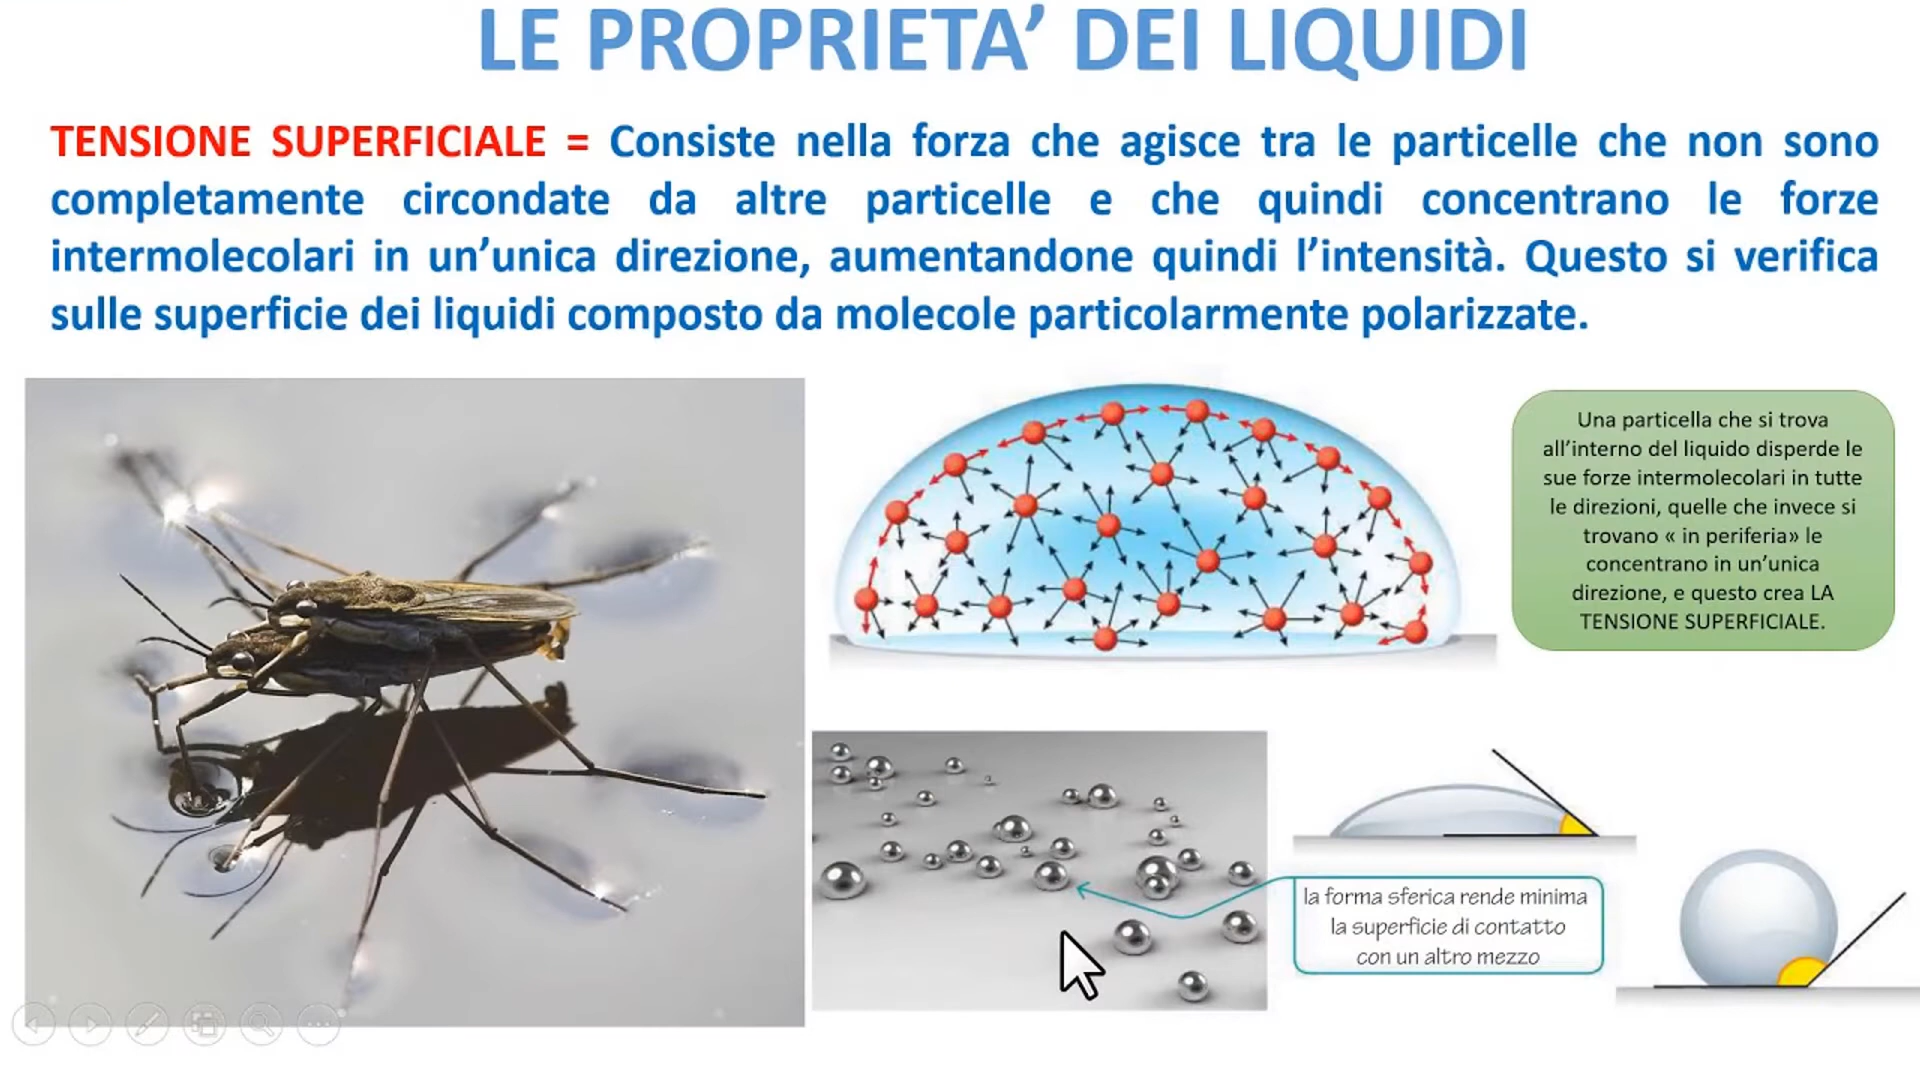 LE PROPRIETA’ DEI LIQUIDI
TENSIONE SUPERFICIALE = Consiste nella forza che agisce tra le particelle che non sono
completamente circondate da altre particelle e che quindi concentrano le forze
intermolecolari in un’unica direzione, aumentandone quindi l’intensità. Questo si verifica
sulle superficie dei liquidi composto da molecole particolarmente polarizzate.
Una particella che si trova
all’interno del liquido disperde le
sue forze intermolecolari in tutte
le direzioni, quelle che invece si
trovano « in periferia» le
concentrano in un’unica
direzione, e questo crea LA
TENSIONE SUPERFICIALE.
la forma sferica rende minima
la superficie di contatto
con un altro mezzo